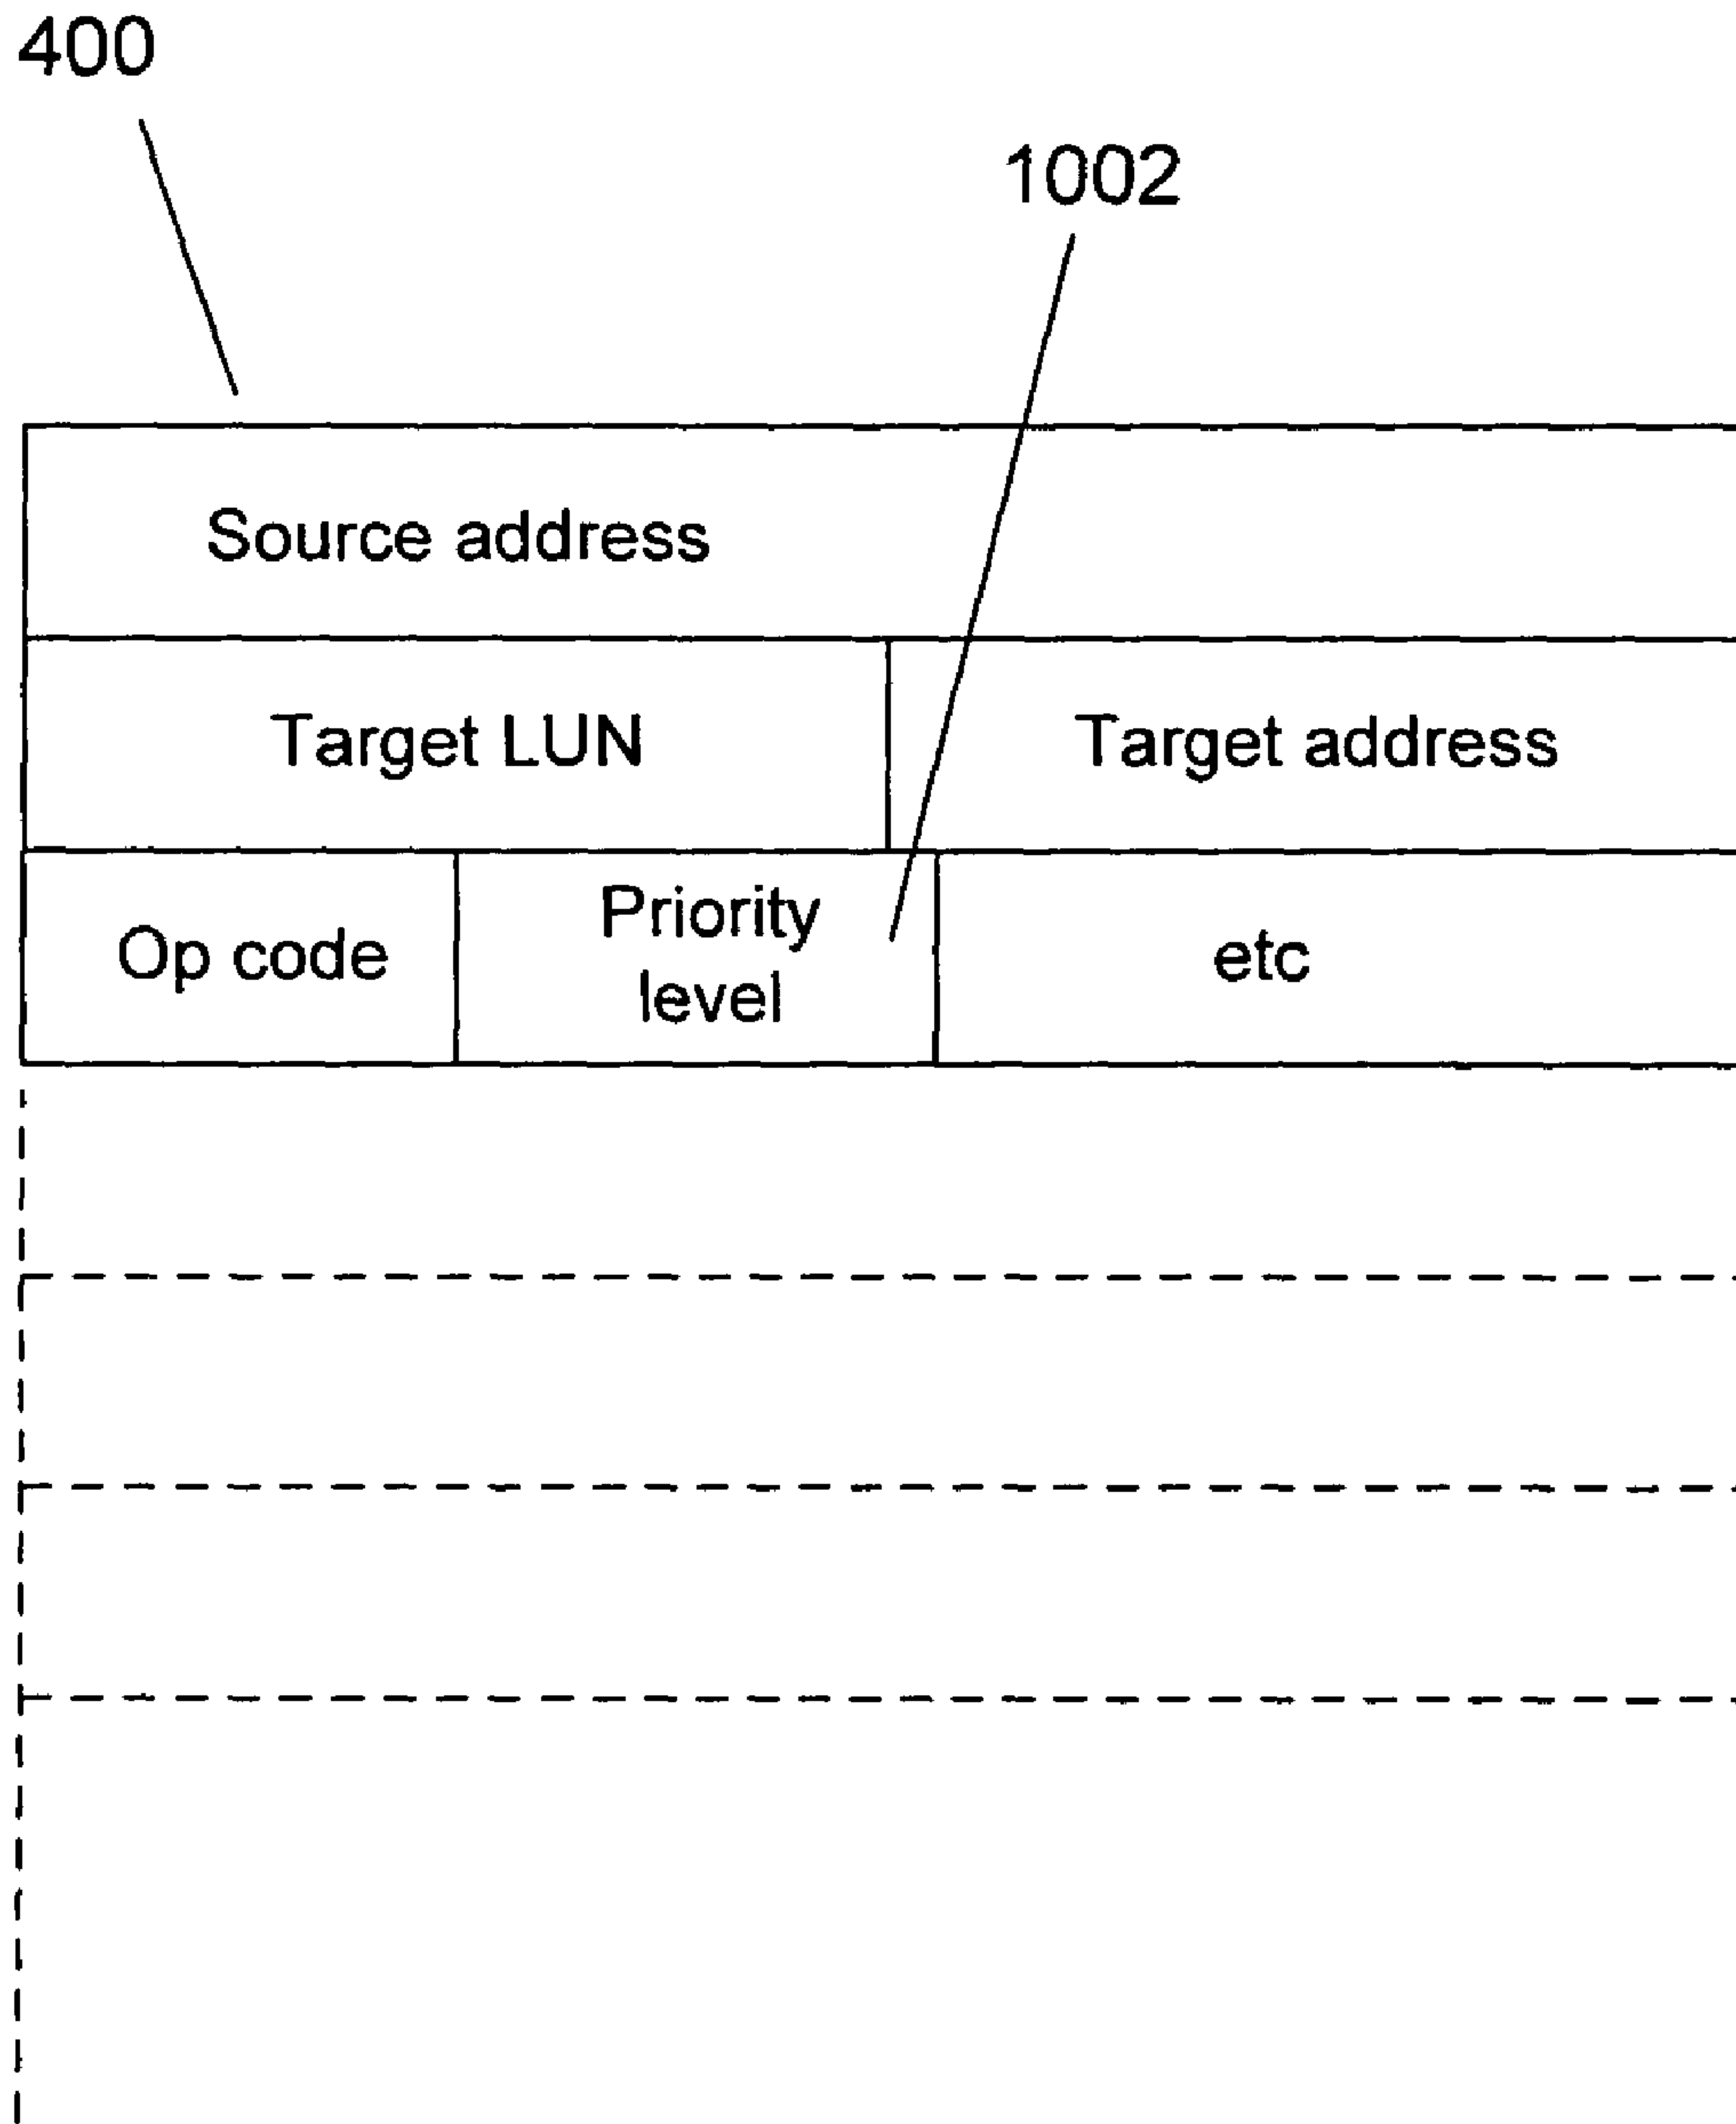 400
1002
Source address
Target LUN
Target address
Op code
Priority
level
etc